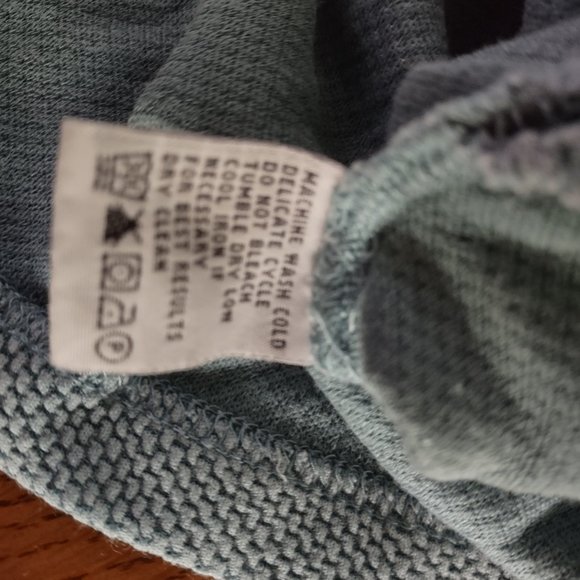 MACHINE WASH COLD
DELICATE CYCLE
DO NOT BLEACH
TUMBLE DRY LOW
COOL IRON IF
NECESSARY
FOR BEST RESULTS
DRY CLEAN
P